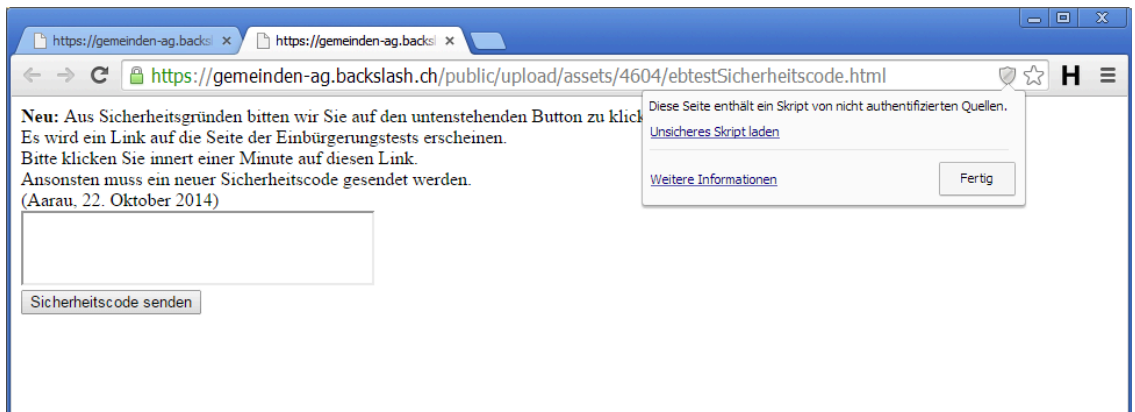 https://gemeinden-ag.backsl
https://gemeinden-ag.backsl
https://gemeinden-ag.backslash.ch/public/upload/assets/4604/ebtestSicherheitscode.html
H
Neu: Aus Sicherheitsgründen bitten wir Sie auf den untenstehenden Button zu klick
Es wird ein Link auf die Seite der Einbürgerungstests erscheinen.
Bitte klicken Sie innert einer Minute auf diesen Link.
Ansonsten muss ein neuer Sicherheitscode gesendet werden.
(Aarau, 22. Oktober 2014)
Sicherheitscode senden
Diese Seite enthält ein Skript von nicht authentifizierten Quellen.
Unsicheres Skript laden
Weitere Informationen
Fertig